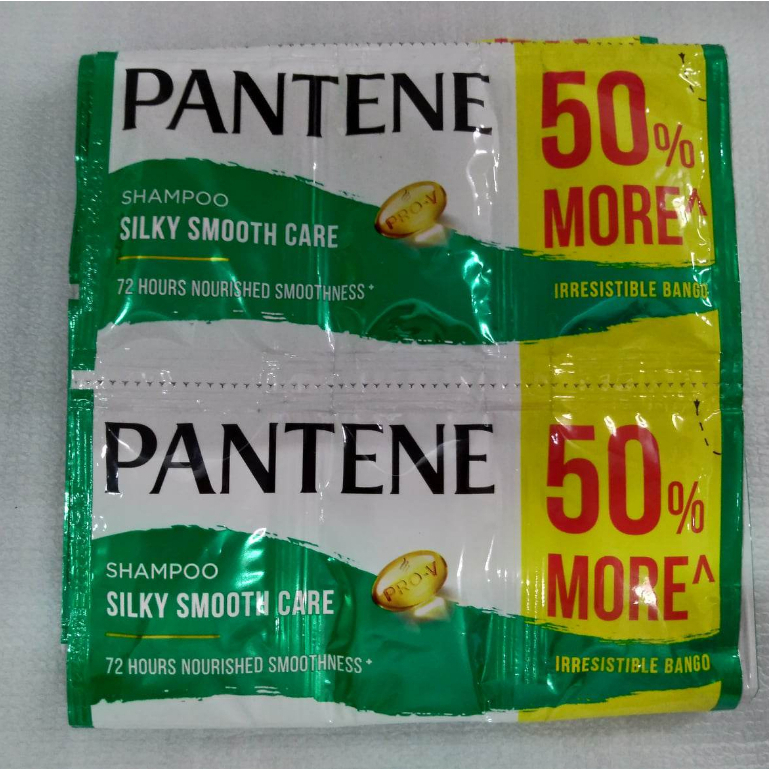 PANTENE
50%
MORE^
SHAMPOO
SILKY SMOOTH CARE
PRO-V
72 HOURS NOURISHED SMOOTHNESS+
IRRESISTIBLE BANGO
PANTENE
50%
MORE^
SHAMPOO
SILKY SMOOTH CARE
PRO-V
72 HOURS NOURISHED SMOOTHNESS+
IRRESISTIBLE BANGO